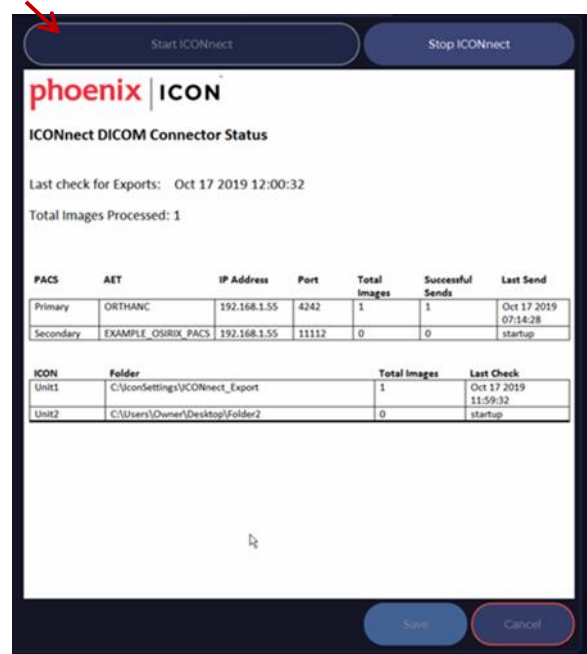 Start ICONnect Stop ICONnect
phoenix | ICON
ICONnect DICOM Connector Status
Last check for Exports: Oct 17 2019 12:00:32
Total Images Processed: 1
PACS AET IP Address Port Total Images Successful Sends Last Send
Primary ORTHANC 192.168.1.55 4242 1 1 Oct 17 2019 07:14:28
Secondary EXAMPLE_OSIRIX_PACS 192.168.1.55 11112 0 0 startup
ICON Folder Total Images Last Check
Unit1 C:\IconSettings\ICONnect_Export 1 Oct 17 2019 11:59:32
Unit2 C:\Users\Owner\Desktop\Folder2 0 startup
Save Cancel